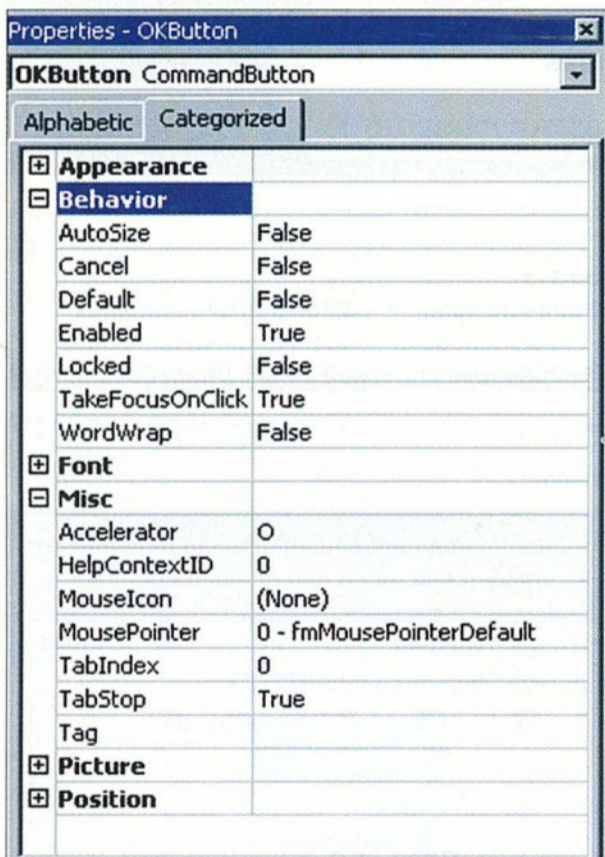 Properties - OKButton
OKButton CommandButton
Alphabetic Categorized
Appearance
Behavior
AutoSize False
Cancel False
Default False
Enabled True
Locked False
TakeFocusOnClick True
WordWrap False
Font
Misc
Accelerator O
HelpContextID 0
MouseIcon (None)
MousePointer 0 - fmMousePointerDefault
TabIndex 0
TabStop True
Tag
Picture
Position